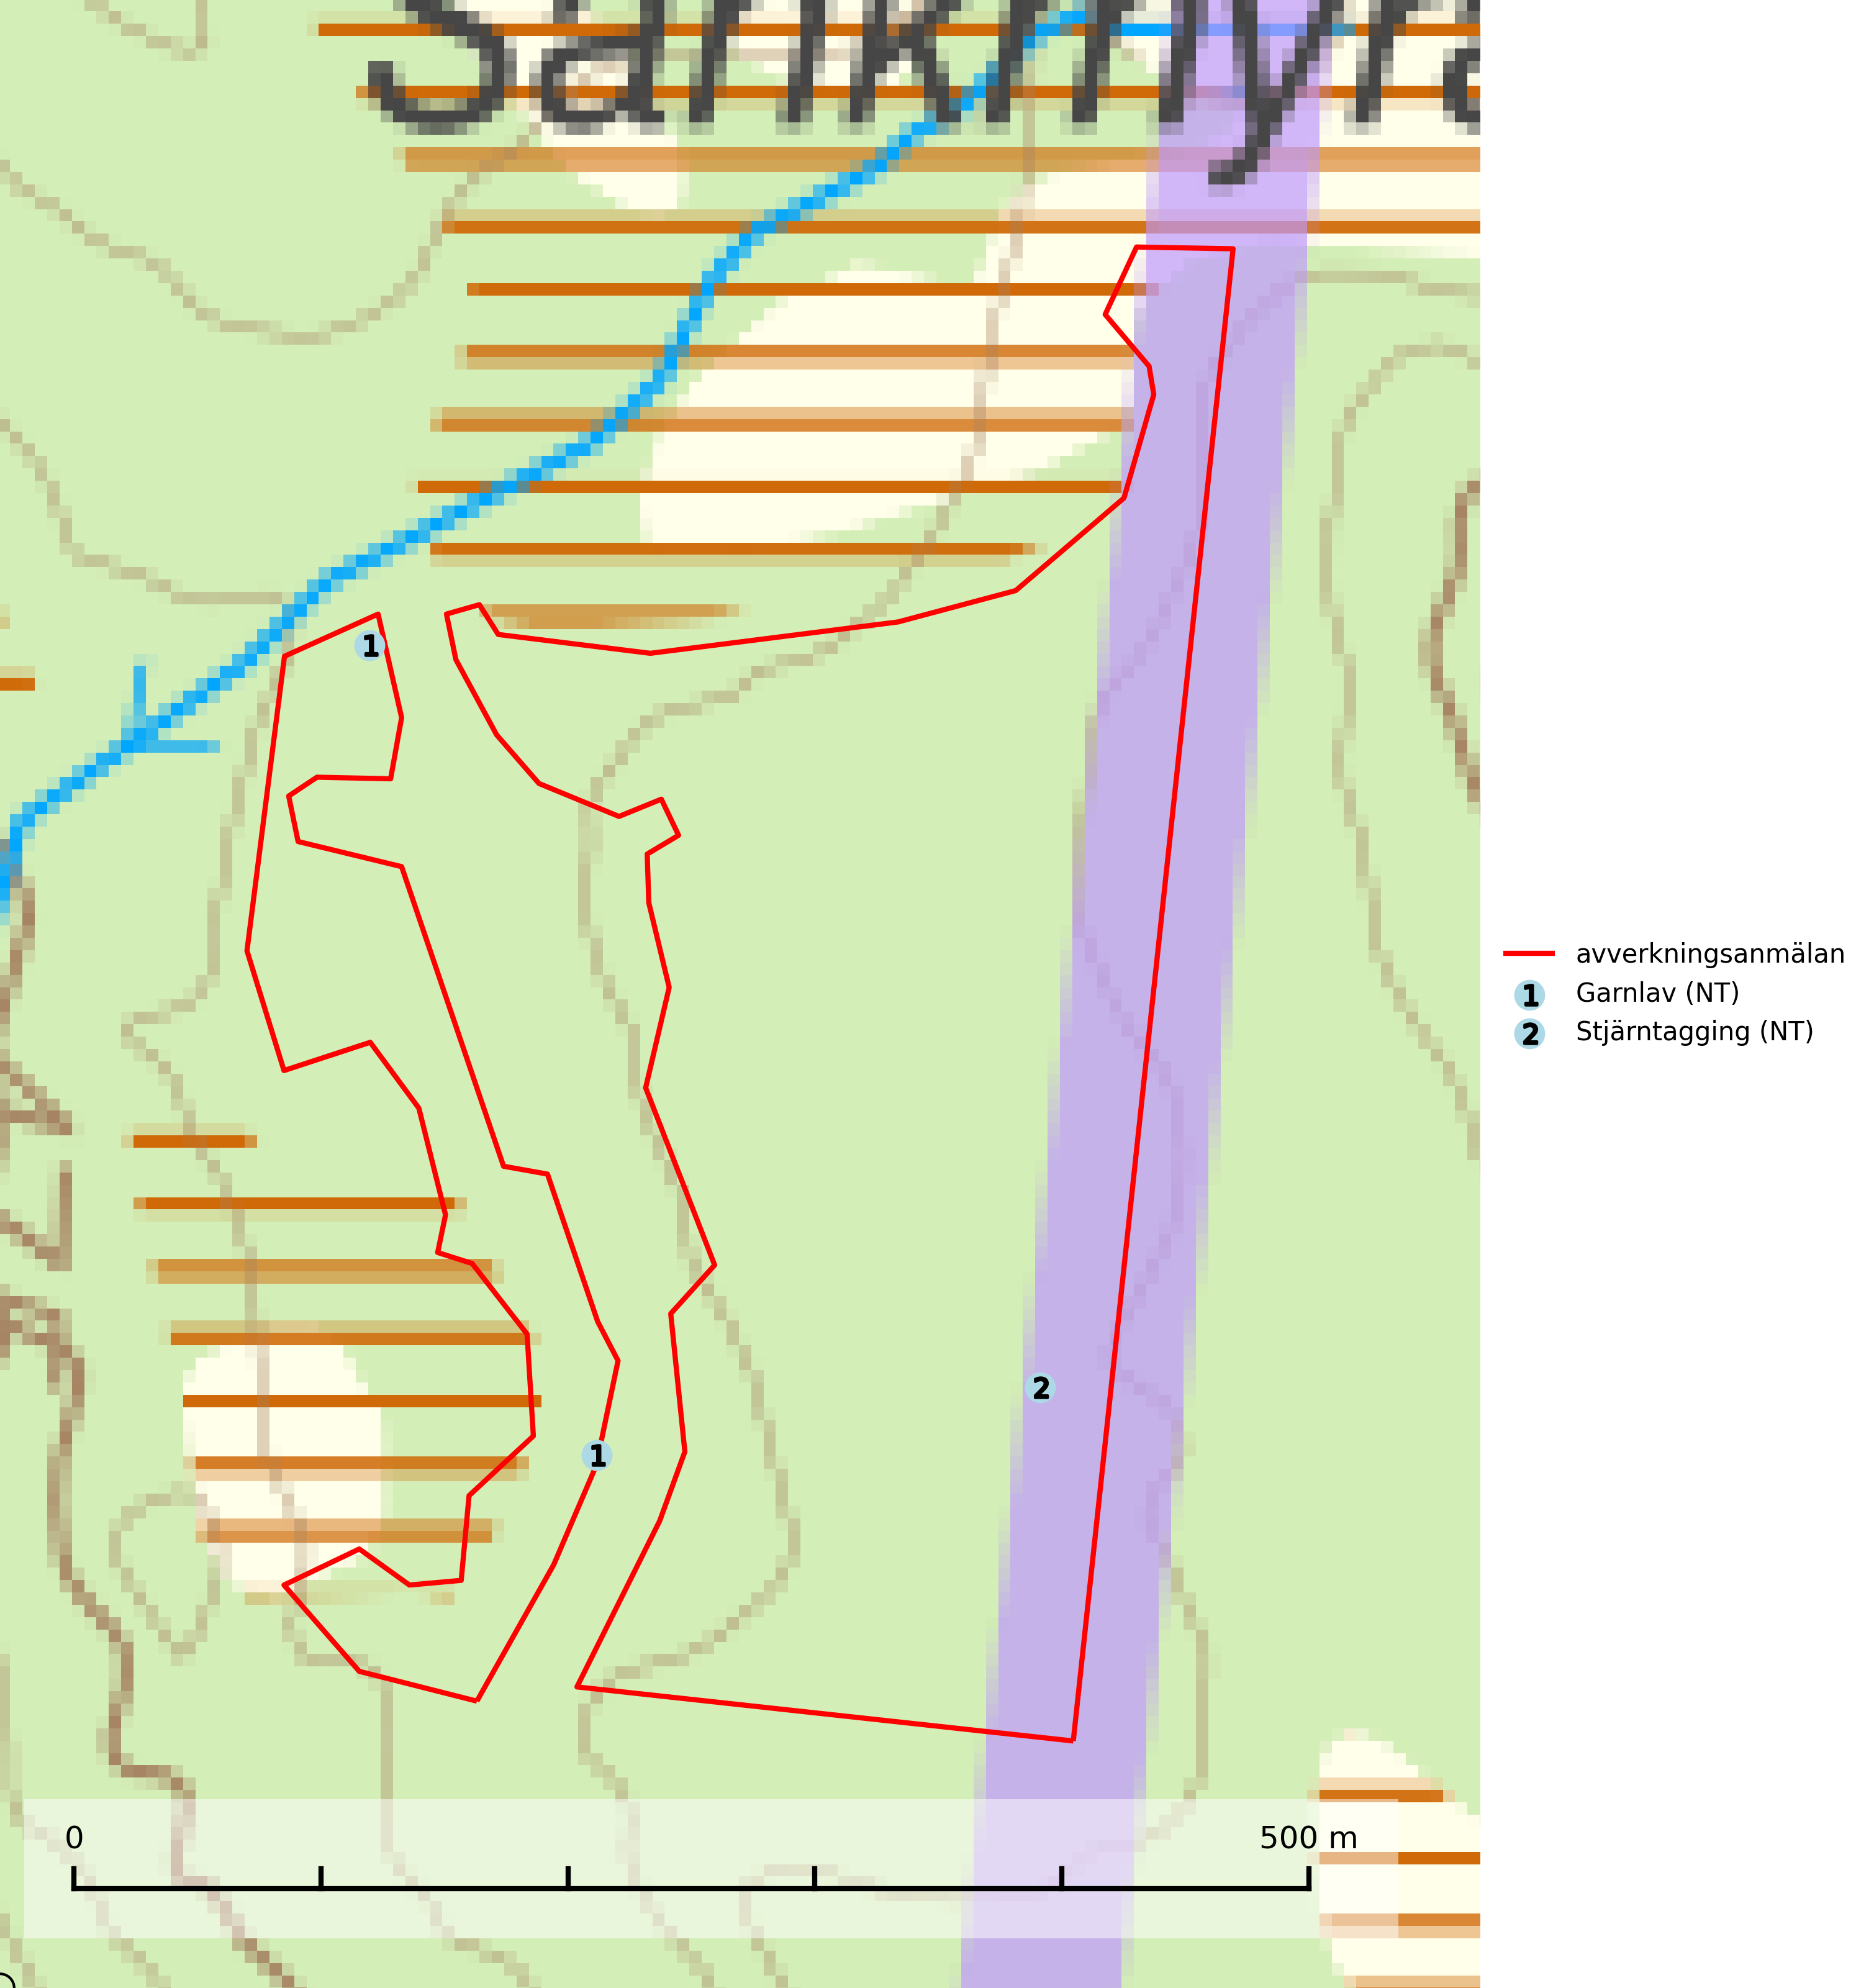 1
2
1
avverkningsanmälan
1 Garnlav (NT)
2 Stjärntagging (NT)
0 500 m